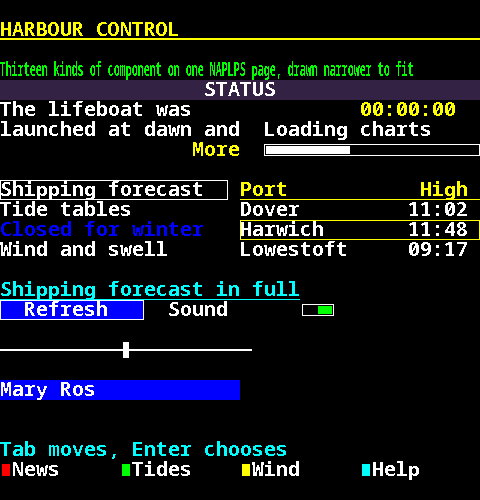 HARBOUR CONTROL
Thirteen kinds of component on one NAPLPS page, drawn narrower to fit
STATUS
The lifeboat was
launched at dawn and
More
00:00:00
Loading charts
Shipping forecast
Tide tables
Closed for winter
Wind and swell
Port High
Dover 11:02
Harwich 11:48
Lowestoft 09:17
Shipping forecast in full
Refresh Sound
Mary Ros
Tab moves, Enter chooses
News Tides Wind Help